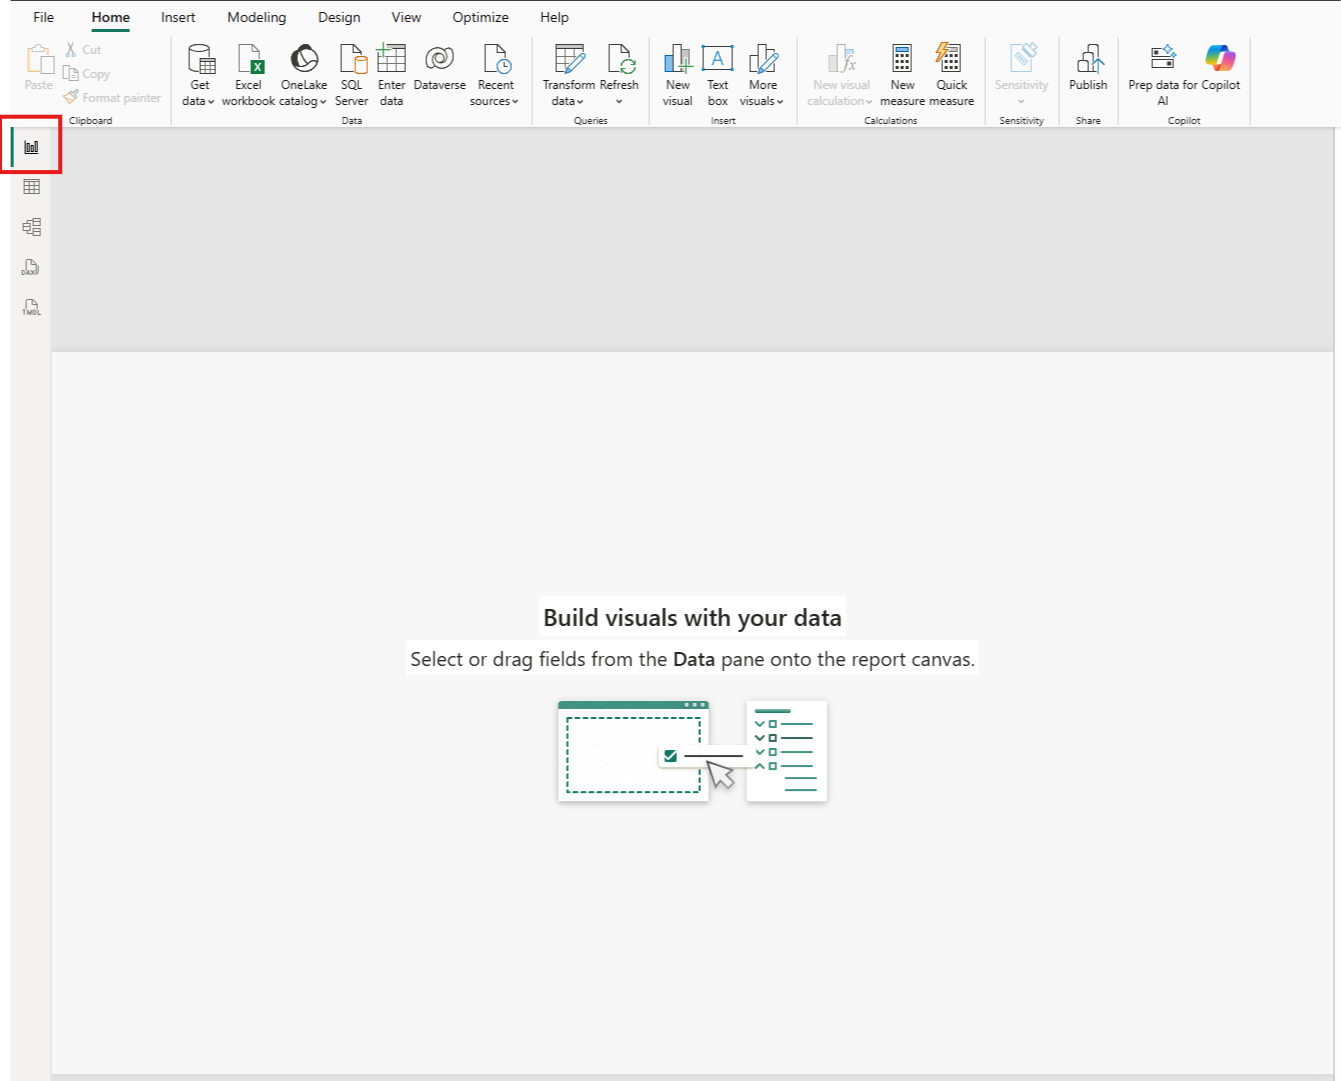 File Home Insert Modeling Design View Optimize Help
Paste
Cut
Copy
Format painter
Clipboard
Get data
Excel workbook
OneLake catalog
SQL Server
Enter data
Dataverse
Recent sources
Data
Transform data
Refresh
Queries
New visual
Text box
More visuals
Insert
New visual calculation
New measure
Quick measure
Calculations
Sensitivity
Sensitivity
Publish
Share
Prep data for AI
Copilot
Copilot
DAX
TMDL
Build visuals with your data
Select or drag fields from the Data pane onto the report canvas.